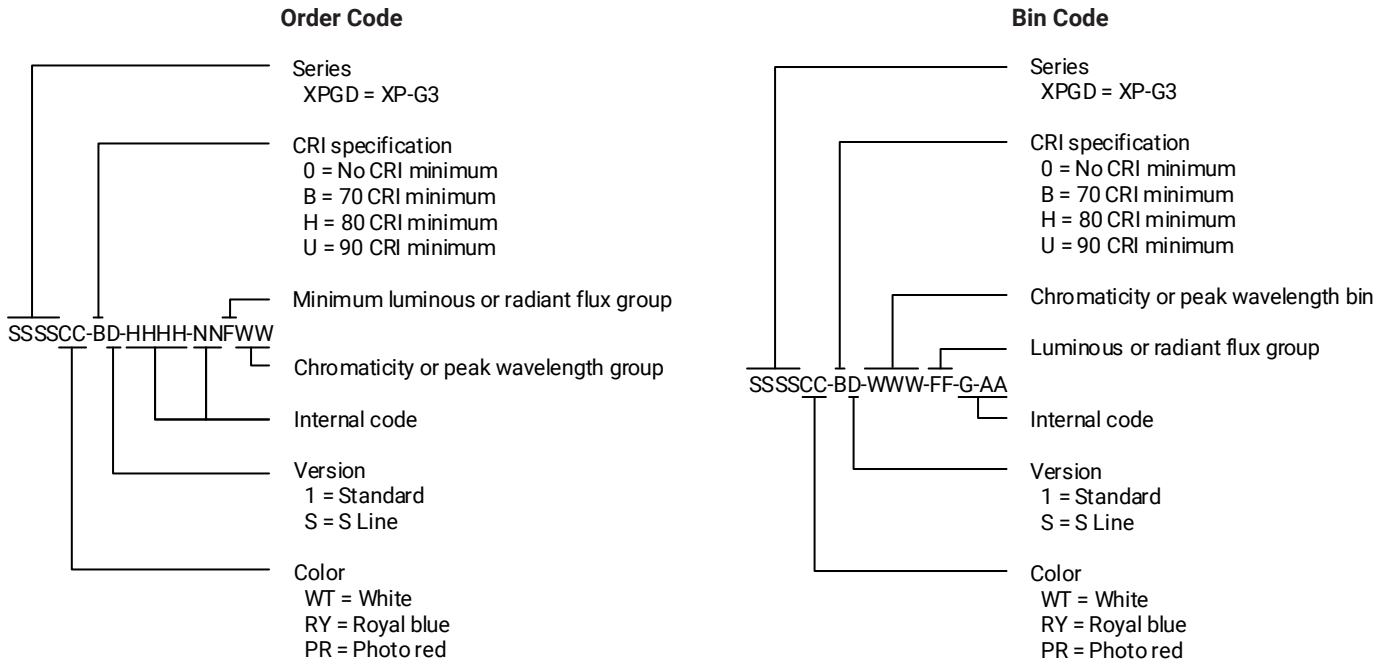 Order Code
Series
XPGD = XP-G3
CRI specification
0 = No CRI minimum
B = 70 CRI minimum
H = 80 CRI minimum
U = 90 CRI minimum
Minimum luminous or radiant flux group
SSSSCC-BD-HHHH-NNFWW
Chromaticity or peak wavelength group
Internal code
Version
1 = Standard
S = S Line
Color
WT = White
RY = Royal blue
PR = Photo red
Bin Code
Series
XPGD = XP-G3
CRI specification
0 = No CRI minimum
B = 70 CRI minimum
H = 80 CRI minimum
U = 90 CRI minimum
Chromaticity or peak wavelength bin
Luminous or radiant flux group
SSSSCC-BD-WWW-FF-G-AA
Internal code
Version
1 = Standard
S = S Line
Color
WT = White
RY = Royal blue
PR = Photo red